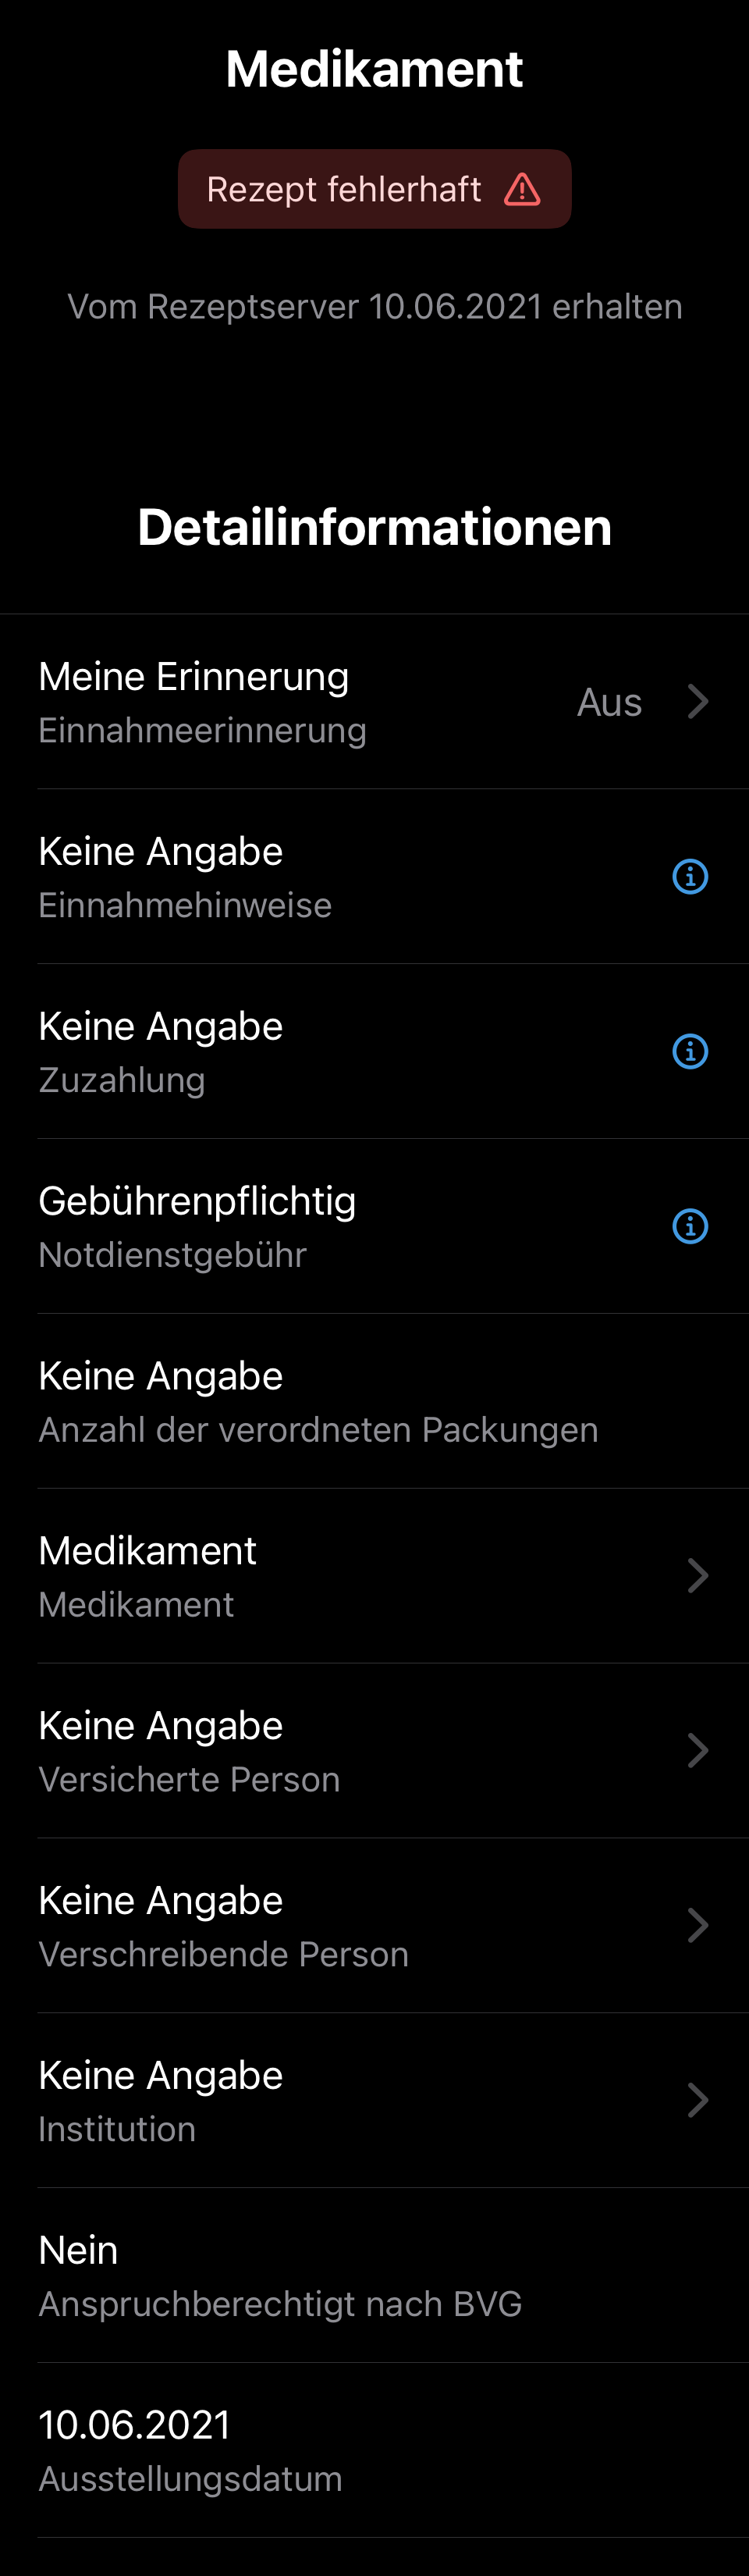 Medikament
Rezept fehlerhaft
Vom Rezeptserver 10.06.2021 erhalten
Detailinformationen
Meine Erinnerung
Aus
Einnahmeerinnerung
Keine Angabe
Einnahmehinweise
Keine Angabe
Zuzahlung
Gebührenpflichtig
Notdienstgebühr
Keine Angabe
Anzahl der verordneten Packungen
Medikament
Medikament
Keine Angabe
Versicherte Person
Keine Angabe
Verschreibende Person
Keine Angabe
Institution
Nein
Anspruchberechtigt nach BVG
10.06.2021
Ausstellungsdatum